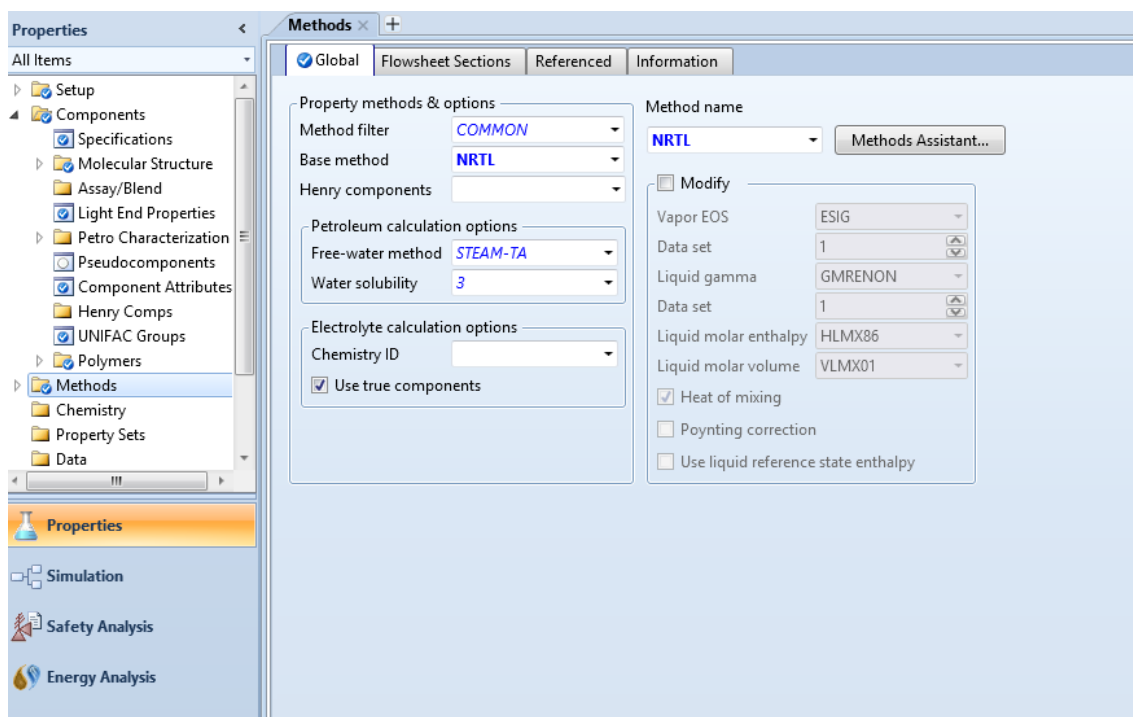 Properties
All Items
Setup
Components
Specifications
Molecular Structure
Assay/Blend
Light End Properties
Petro Characterization
Pseudocomponents
Component Attributes
Henry Comps
UNIFAC Groups
Polymers
Methods
Chemistry
Property Sets
Data
Properties
Simulation
Safety Analysis
Energy Analysis
Methods
Global Flowsheet Sections Referenced Information
Property methods & options
Method filter COMMON
Base method NRTL
Henry components
Petroleum calculation options
Free-water method STEAM-TA
Water solubility 3
Electrolyte calculation options
Chemistry ID
Use true components
Method name
NRTL Methods Assistant...
Modify
Vapor EOS ESIG
Data set 1
Liquid gamma GMRENON
Data set 1
Liquid molar enthalpy HLMX86
Liquid molar volume VLMX01
Heat of mixing
Poynting correction
Use liquid reference state enthalpy